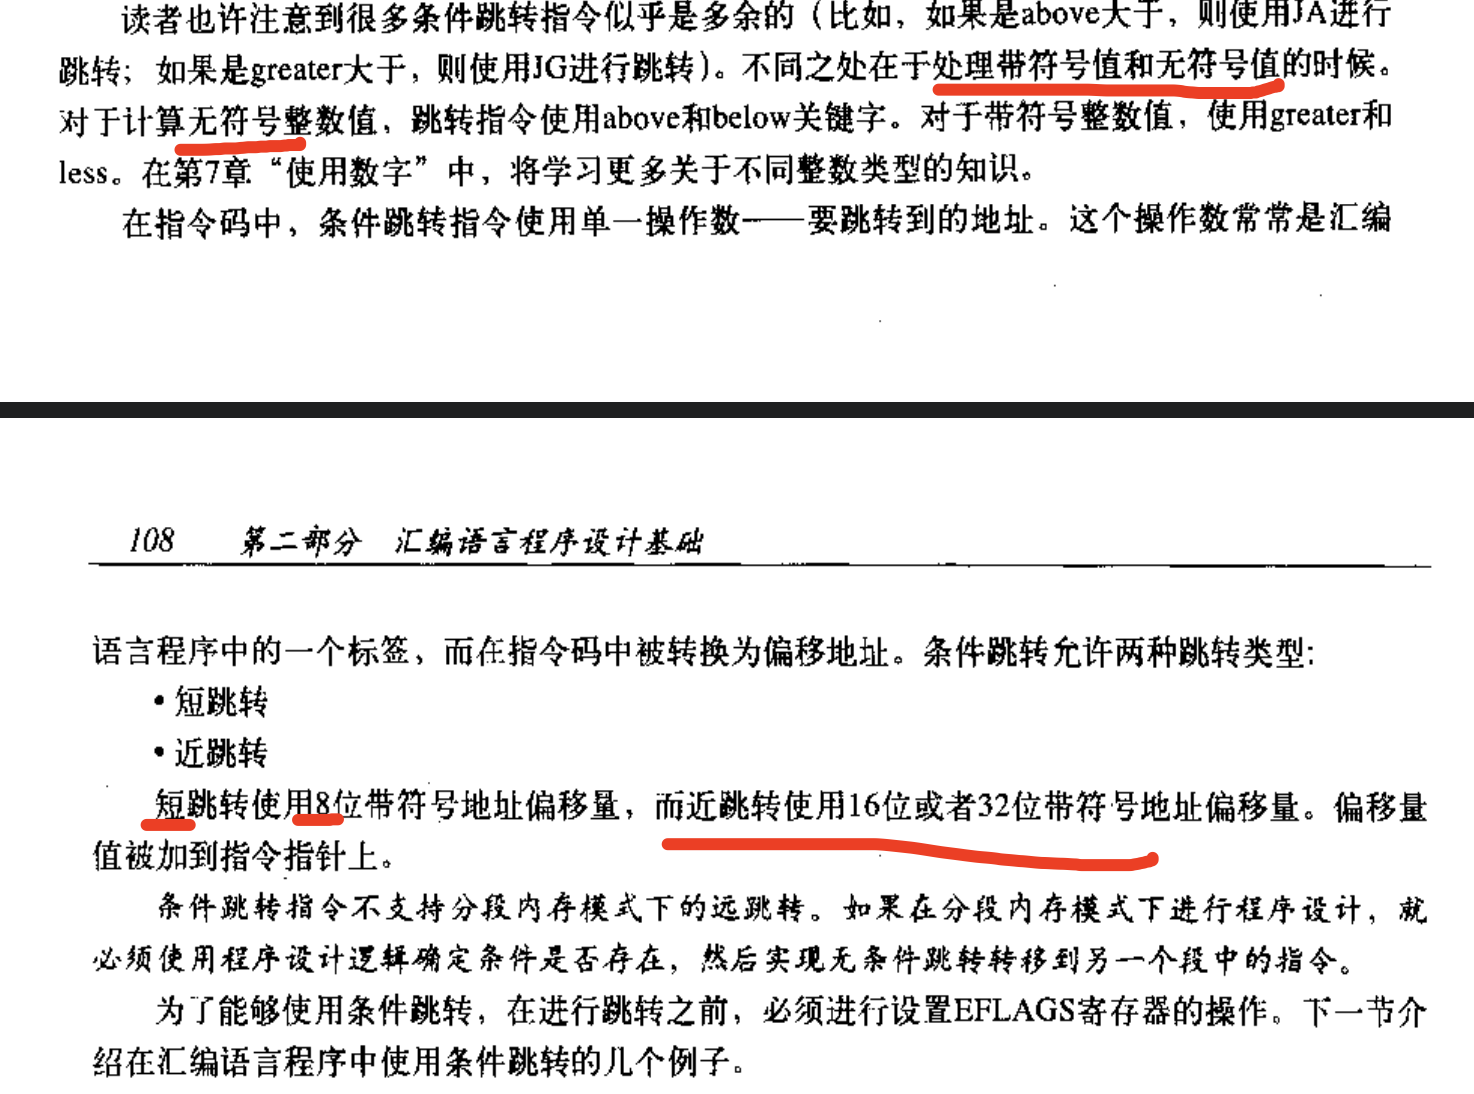 读者也许注意到很多条件跳转指令似乎是多余的（比如，如果是above大于，则使用JA进行
跳转；如果是greater大于，则使用JG进行跳转）。不同之处在于处理带符号值和无符号值的时候。
对于计算无符号整数值，跳转指令使用above和below关键字。对于带符号整数值，使用greater和
less。在第7章“使用数字”中，将学习更多关于不同整数类型的知识。
在指令码中，条件跳转指令使用单一操作数——要跳转到的地址。这个操作数常常是汇编
108 第二部分 汇编语言程序设计基础
语言程序中的一个标签，而在指令码中被转换为偏移地址。条件跳转允许两种跳转类型：
• 短跳转
• 近跳转
短跳转使用8位带符号地址偏移量，而近跳转使用16位或者32位带符号地址偏移量。偏移量
值被加到指令指针上。
条件跳转指令不支持分段内存模式下的远跳转。如果在分段内存模式下进行程序设计，就
必须使用程序设计逻辑确定条件是否存在，然后实现无条件跳转转移到另一个段中的指令。
为了能够使用条件跳转，在进行跳转之前，必须进行设置EFLAGS寄存器的操作。下一节介
绍在汇编语言程序中使用条件跳转的几个例子。